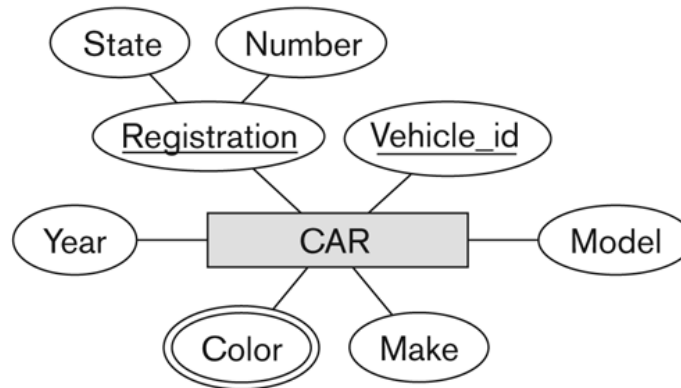 State
Number
Registration
Vehicle_id
Year
CAR
Model
Color
Make